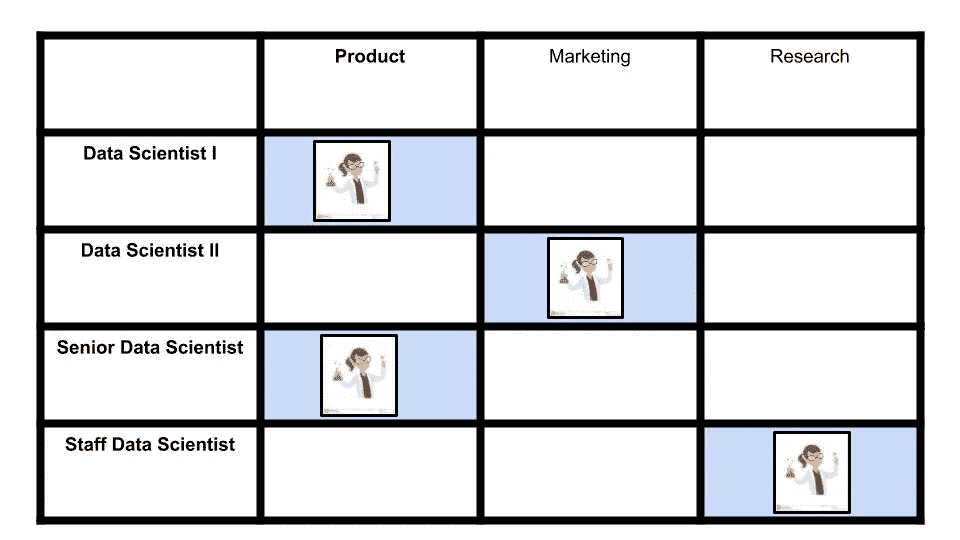 Product
Marketing
Research
Data Scientist I
Data Scientist II
Senior Data Scientist
Staff Data Scientist